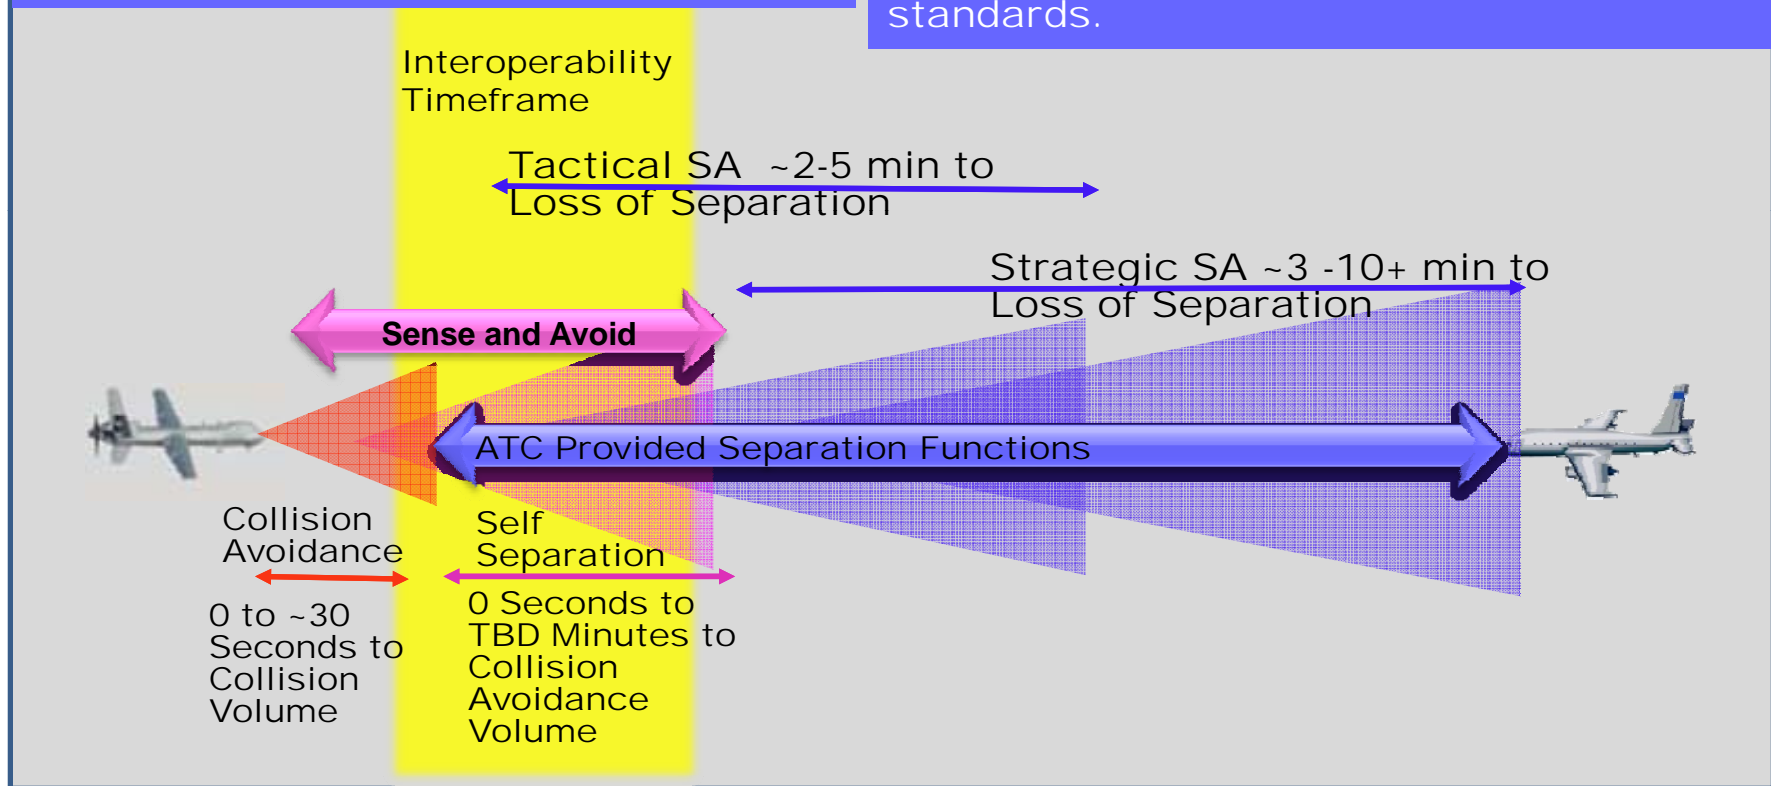 standards.
Interoperability
Timeframe
Tactical SA ~2-5 min to
Loss of Separation
Strategic SA ~3 -10+ min to
Loss of Separation
Sense and Avoid
ATC Provided Separation Functions
Collision
Avoidance
Self
Separation
0 to ~30
Seconds to
Collision
Volume
0 Seconds to
TBD Minutes to
Collision
Avoidance
Volume